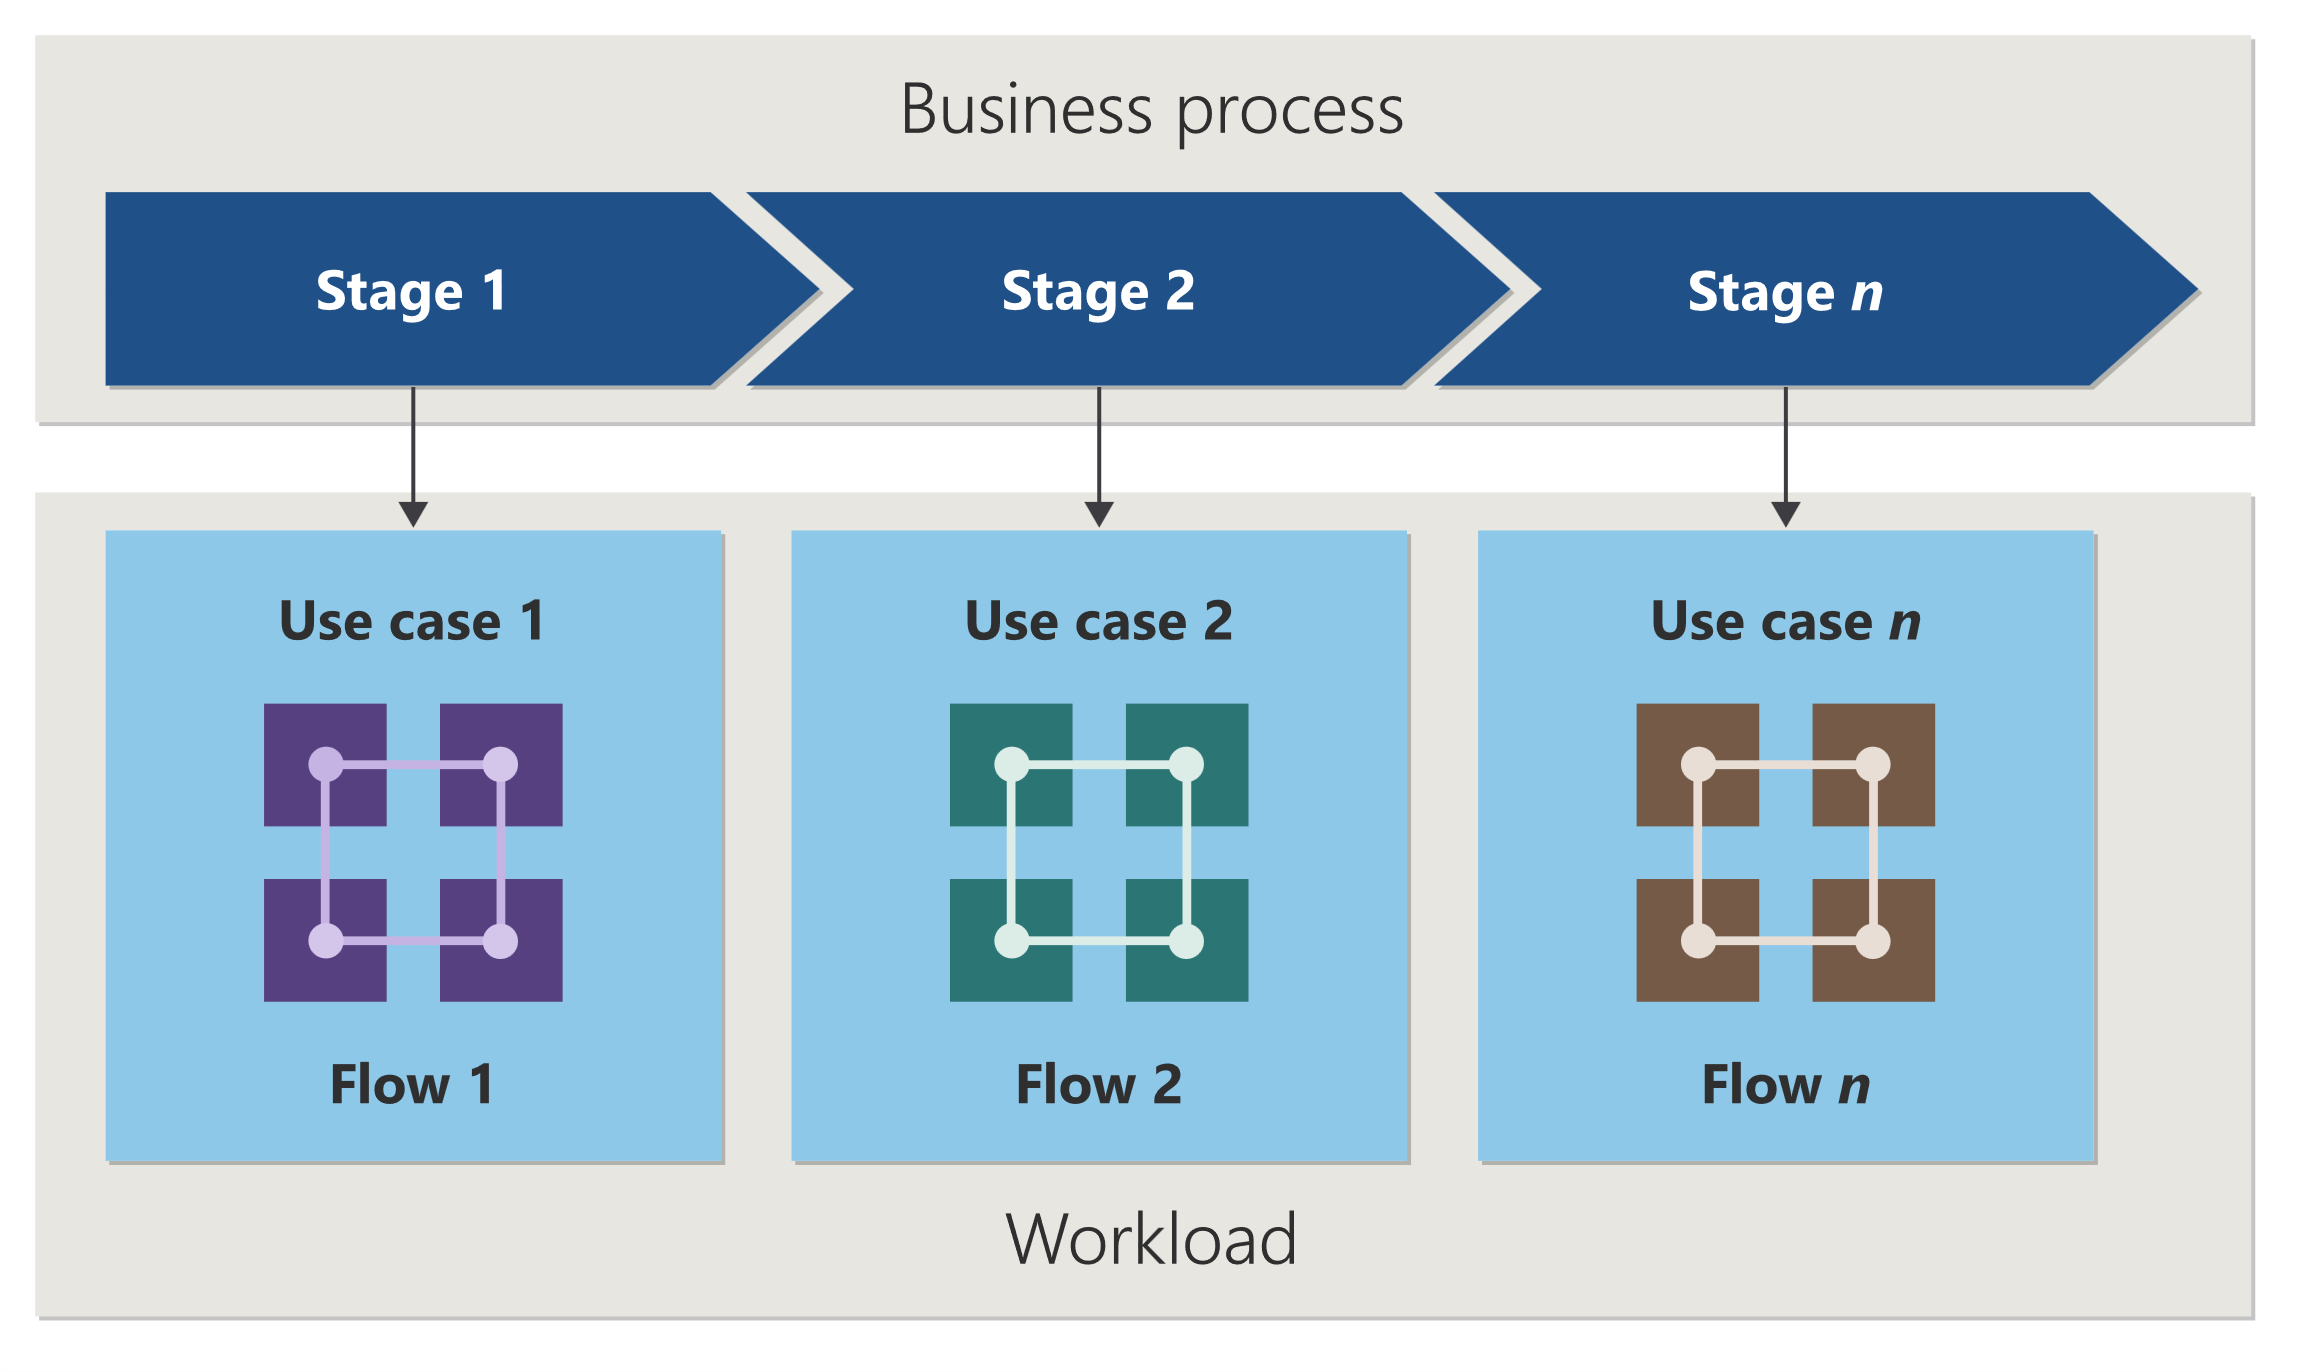 Business process
Stage 1
Stage 2
Stage n
Use case 1
Use case 2
Use case n
Flow 1
Flow 2
Flow n
Workload